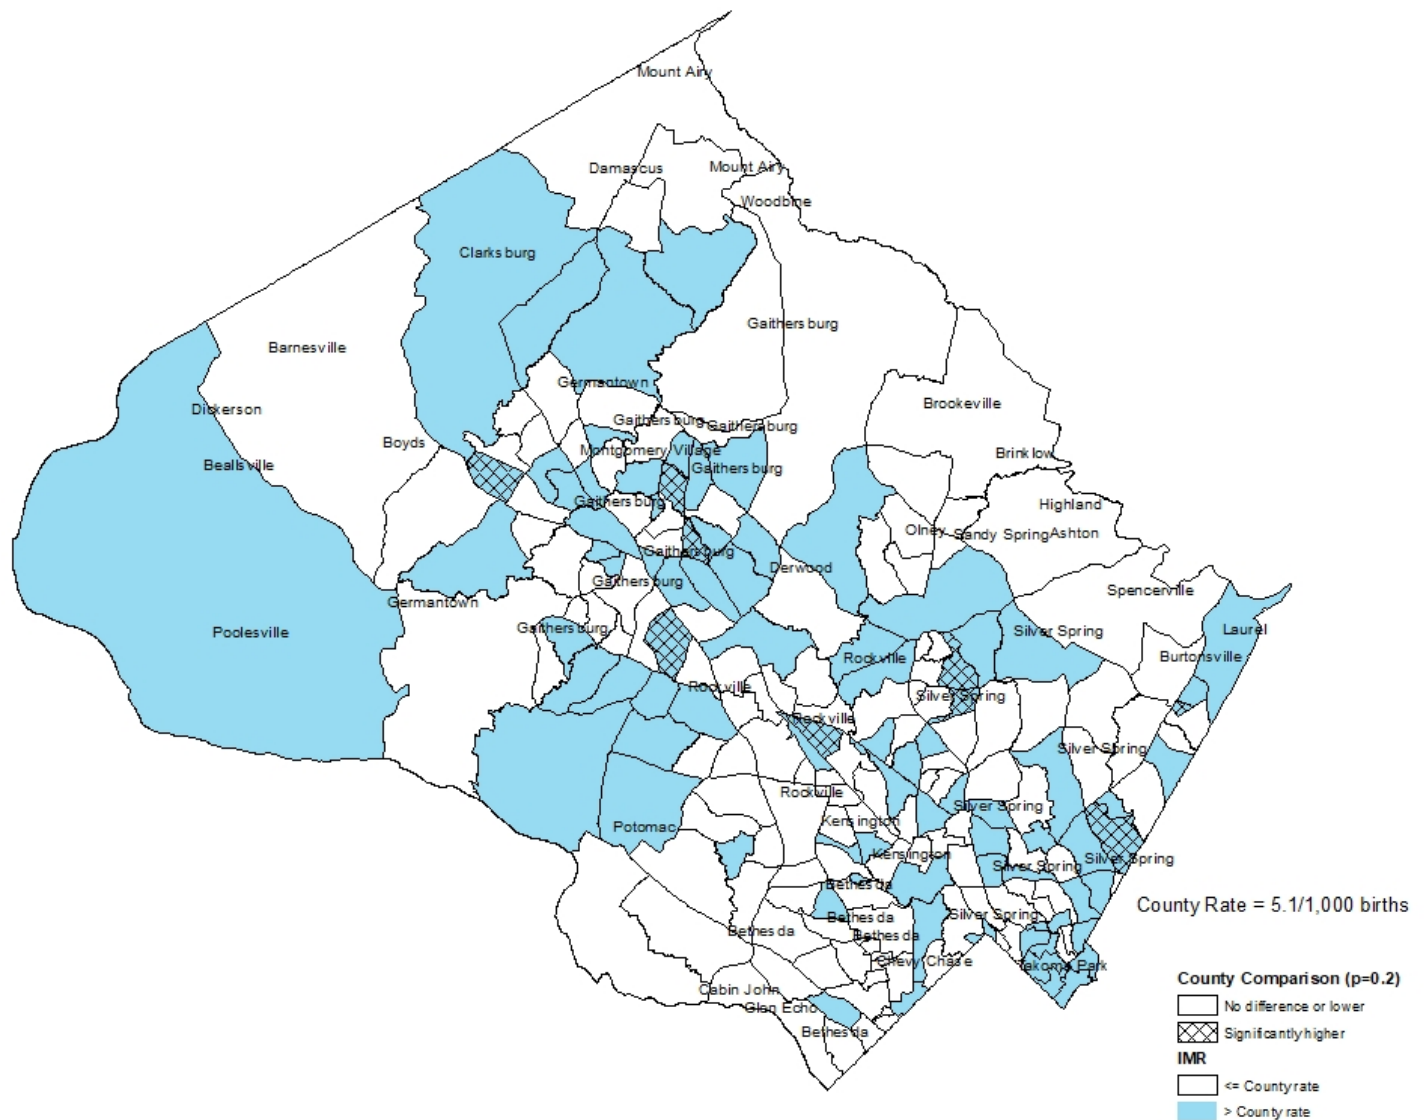 Mount Airy
Damascus
Mount Airy
Woodbine
Clarksburg
Gaithersburg
Barnesville
Germantown
Dickerson
Brookeville
Gaithersburg
Gaithersburg
Boyds
Montgomery Village
Brinklow
Beallsville
Gaithersburg
Gaithersburg
Highland
Olney
Sandy Spring
Ashton
Gaithersburg
Derwood
Gaithersburg
Spencerville
Germantown
Poolesville
Gaithersburg
Silver Spring
Laurel
Rockville
Burtonsville
Rockville
Silver Spring
Rockville
Silver Spring
Rockville
Silver Spring
Potomac
Kensington
Kensington
Silver Spring
Silver Spring
Bethesda
County Rate = 5.1/1,000 births
Bethesda
Silver Spring
Bethesda
Bethesda
Chevy Chase
Takoma Park
Cabin John
Glen Echo
Bethesda
County Comparison (p=0.2)
No difference or lower
Significantly higher
IMR
<= County rate
> County rate